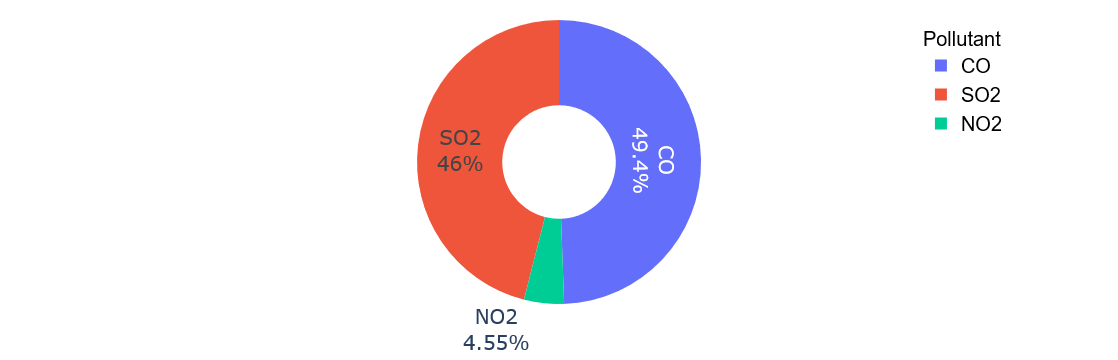 Pollutant
CO
SO2
NO2
SO2
46%
CO
49.4%
NO2
4.55%